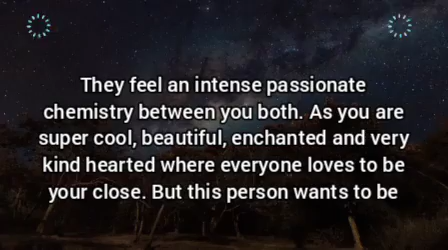 They feel an intense passionate
chemistry between you both. As you are
super cool, beautiful, enchanted and very
kind hearted where everyone loves to be
your close. But this person wants to be